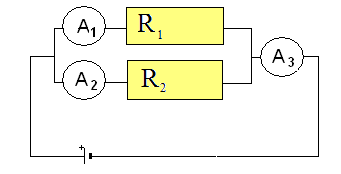 A1 R1
A2 R2
A3
+